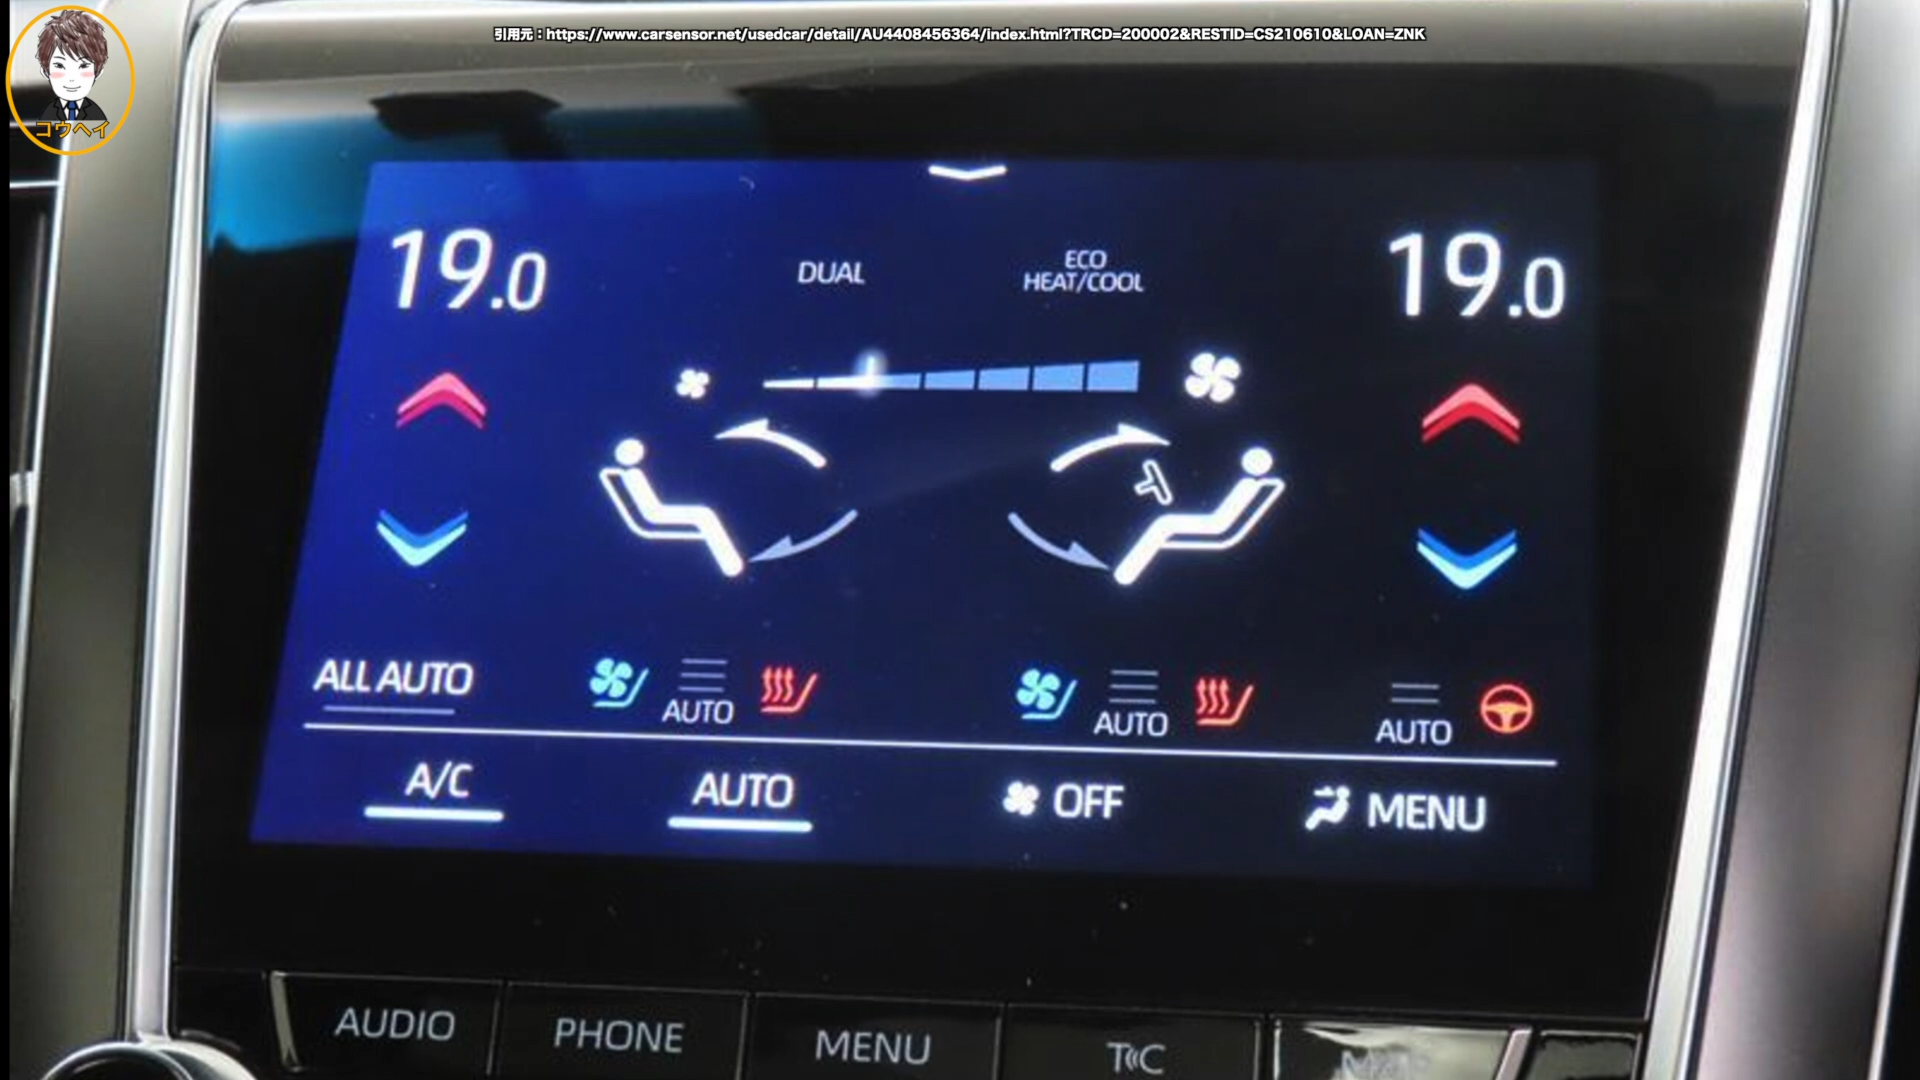 引用元：https://www.carsensor.net/usedcar/detail/AU4408456364/index.html?TRCD=200002&RESTID=CS210610&LOAN=ZNK
コウヘイ
19.0
DUAL
ECO
HEAT/COOL
19.0
ALL AUTO
AUTO
AUTO
AUTO
A/C
AUTO
OFF
MENU
AUDIO
PHONE
MENU
T C